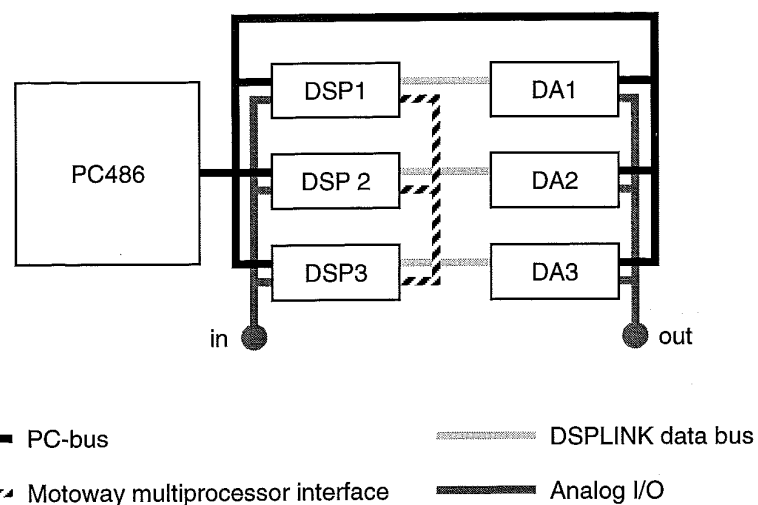 DSP1
DA1
PC486
DSP 2
DA2
DSP3
DA3
in
out
PC-bus
DSPLINK data bus
Motoway multiprocessor interface
Analog I/O